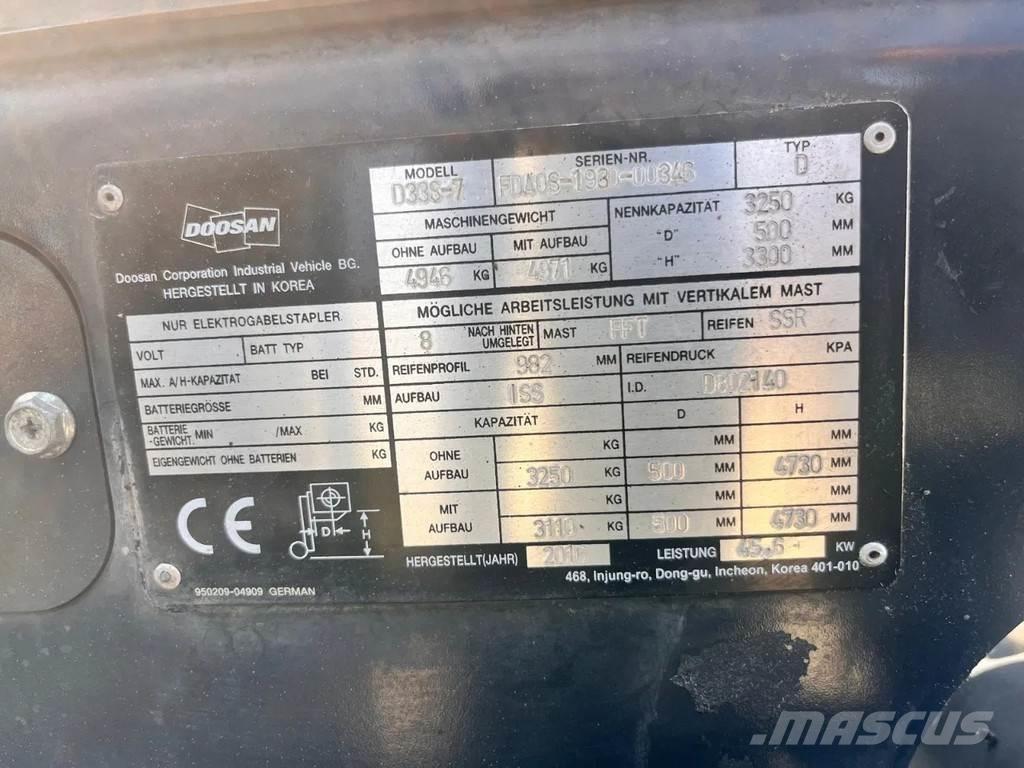 MODELL D33S-7 SERIEN-NR. TYP D
MASCHINENGEWICHT
OHNE AUFBAU MIT AUFBAU
4946 KG 4971 KG
NENNKAPAZITÄT 3250 KG
"D" 500 MM
"H" 3300 MM
DOOSAN
Doosan Corporation Industrial Vehicle BG.
HERGESTELLT IN KOREA
NUR ELEKTROGABELSTAPLER
VOLT BATT TYP
MAX. A/H-KAPAZITÄT BEI STD.
BATTERIEGRÖSSE MM
BATTERIE-GEWICHT. MIN /MAX KG
EIGENGEWICHT OHNE BATTERIEN KG
MÖGLICHE ARBEITSLEISTUNG MIT VERTIKALEM MAST
8 NACH HINTEN UMGELEGT MAST FFT REIFEN SSR
REIFENPROFIL 982 MM REIFENDRUCK KPA
AUFBAU ISS I.D.
KAPAZITÄT D H
OHNE AUFBAU KG MM MM
3250 KG 500 MM 4730 MM
MIT AUFBAU MM MM
3110 KG 500 MM 4730 MM
HERGESTELLT(JAHR) LEISTUNG KW
468, Injung-ro, Dong-gu, Incheon, Korea 401-010
CE
D H
950209-04909 GERMAN
MASCUS